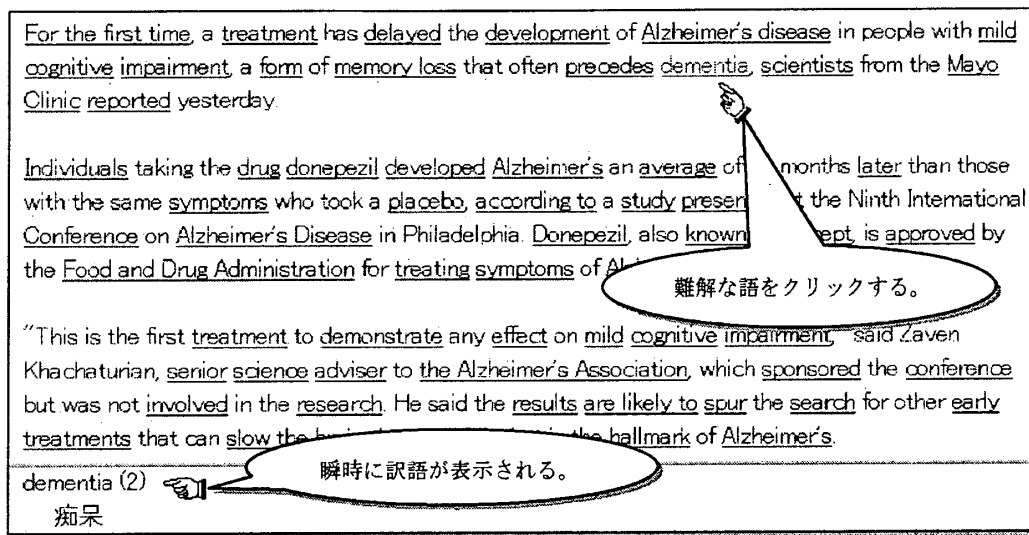 For the first time, a treatment has delayed the development of Alzheimer's disease in people with mild
cognitive impairment, a form of memory loss that often precedes dementia, scientists from the Mayo
Clinic reported yesterday.
Individuals taking the drug donepezil developed Alzheimer's an average of months later than those
with the same symptoms who took a placebo, according to a study presen t the Ninth International
Conference on Alzheimer's Disease in Philadelphia. Donepezil, also known ept, is approved by
the Food and Drug Administration for treating symptoms of
難解な語をクリックする。
"This is the first treatment to demonstrate any effect on mild cognitive impairment," said Zaven
Khachaturian, senior science adviser to the Alzheimer's Association, which sponsored the conference
but was not involved in the research. He said the results are likely to spur the search for other early
treatments that can slow the hallmark of Alzheimer's.
瞬時に訳語が表示される。
dementia (2)
痴呆